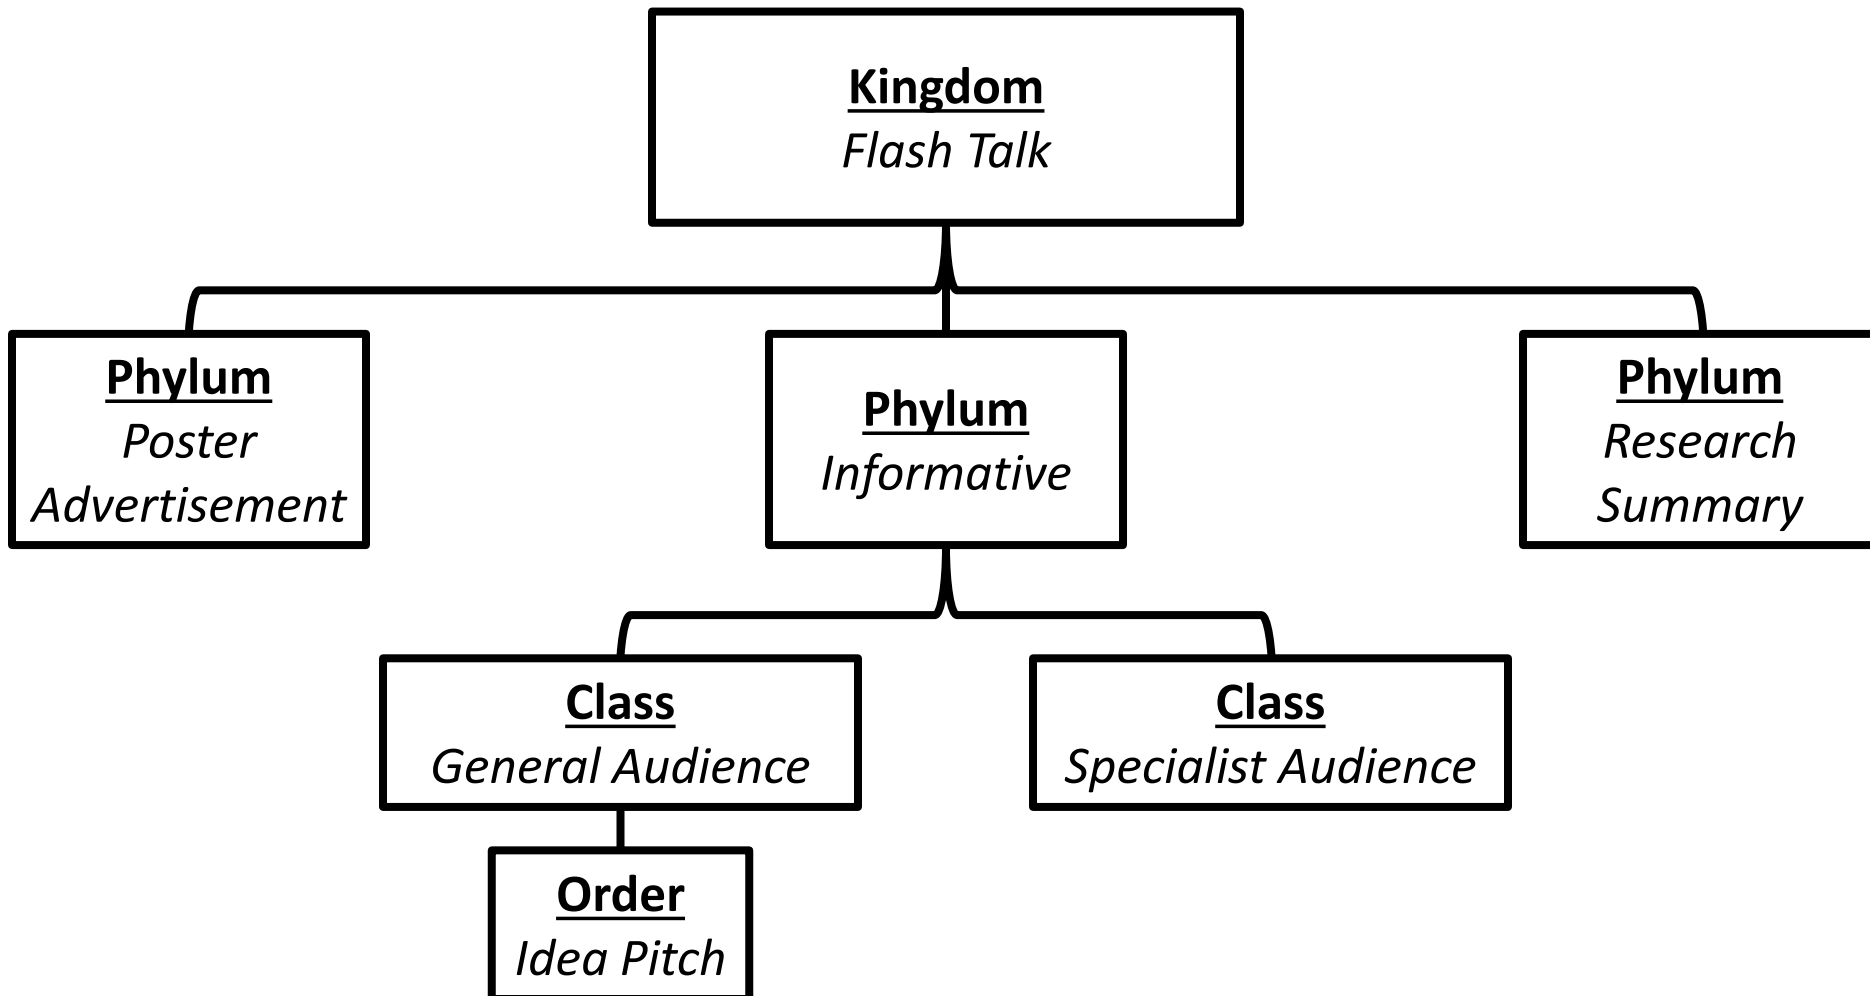 Kingdom
Flash Talk
Phylum
Poster
Advertisement
Phylum
Informative
Phylum
Research
Summary
Class
General Audience
Class
Specialist Audience
Order
Idea Pitch